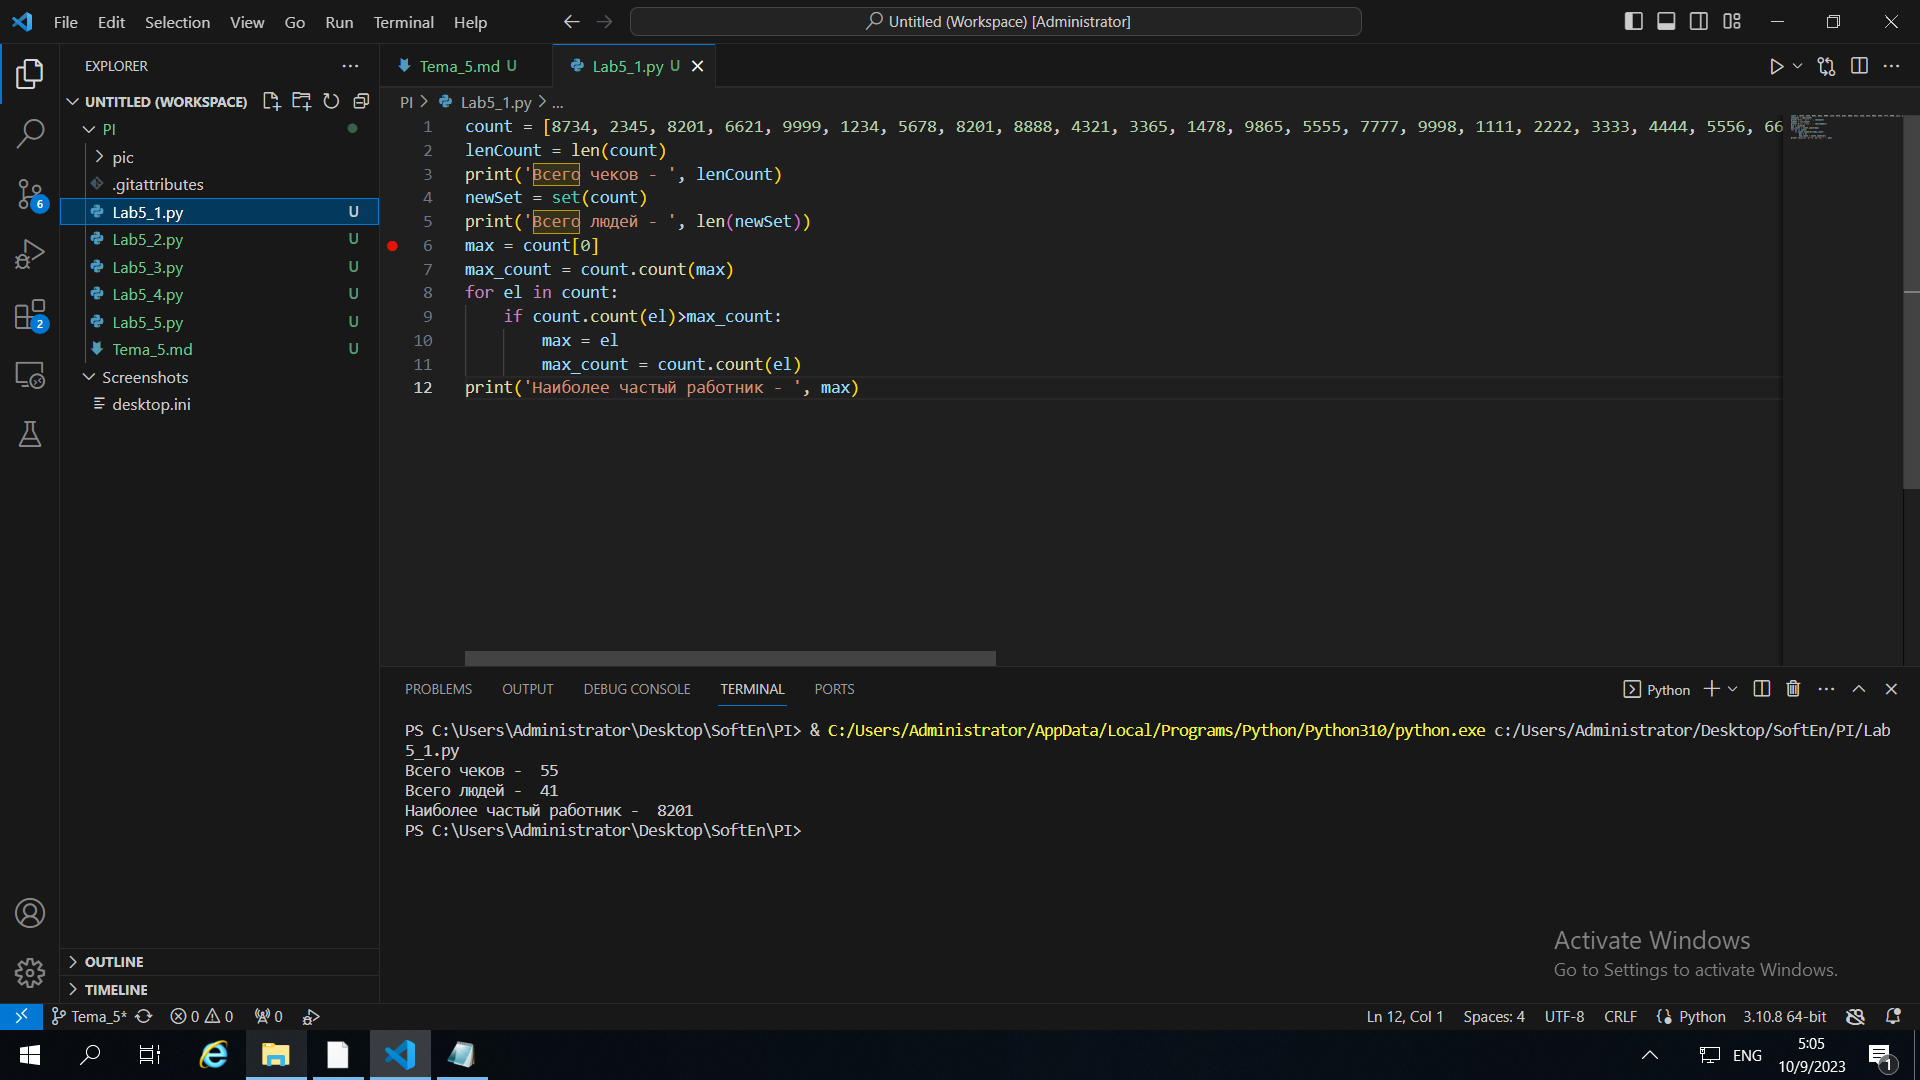 File Edit Selection View Go Run Terminal Help
Untitled (Workspace) [Administrator]
EXPLORER
UNTITLED (WORKSPACE)
PI
pic
.gitattributes
Lab5_1.py U
Lab5_2.py U
Lab5_3.py U
Lab5_4.py U
Lab5_5.py U
Tema_5.md U
Screenshots
desktop.ini
OUTLINE
TIMELINE
6
2
Tema_5.md U
Lab5_1.py U
PI > Lab5_1.py > ...
1 count = [8734, 2345, 8201, 6621, 9999, 1234, 5678, 8201, 8888, 4321, 3365, 1478, 9865, 5555, 7777, 9998, 1111, 2222, 3333, 4444, 5556, 66
2 lenCount = len(count)
3 print('Всего чеков - ', lenCount)
4 newSet = set(count)
5 print('Всего людей - ', len(newSet))
6 max = count[0]
7 max_count = count.count(max)
8 for el in count:
9 if count.count(el)>max_count:
10 max = el
11 max_count = count.count(el)
12 print('Наиболее частый работник - ', max)
PROBLEMS OUTPUT DEBUG CONSOLE TERMINAL PORTS
Python
PS C:\Users\Administrator\Desktop\SoftEn\PI> & C:/Users/Administrator/AppData/Local/Programs/Python/Python310/python.exe c:/Users/Administrator/Desktop/SoftEn/PI/Lab
5_1.py
Всего чеков -  55
Всего людей -  41
Наиболее частый работник -  8201
PS C:\Users\Administrator\Desktop\SoftEn\PI>
Activate Windows
Go to Settings to activate Windows.
Tema_5* 0 0 0
Ln 12, Col 1 Spaces: 4 UTF-8 CRLF Python 3.10.8 64-bit
ENG
5:05
10/9/2023
1